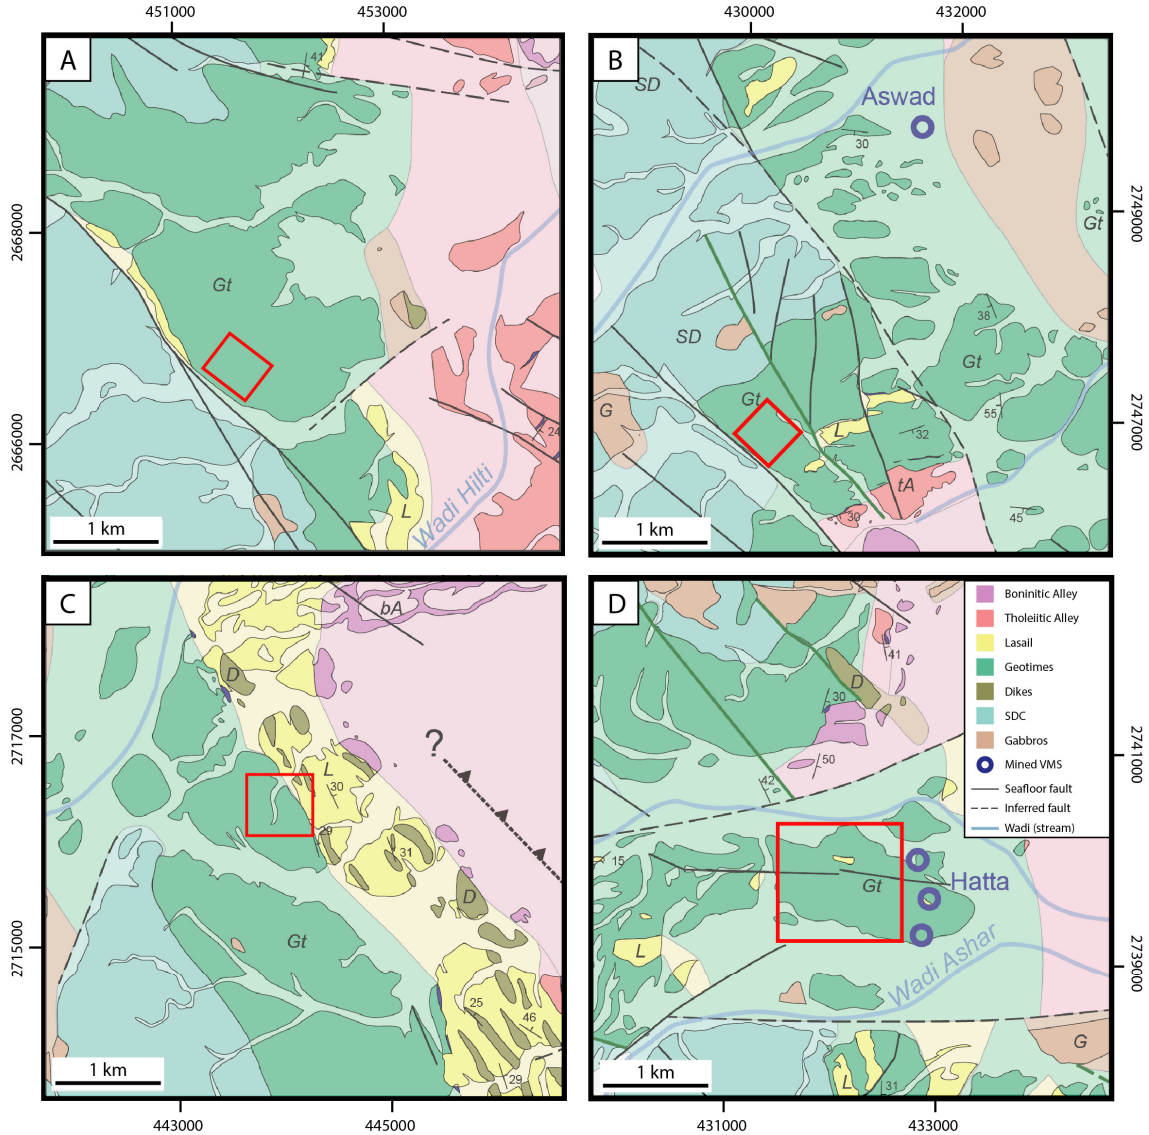 451000
453000
430000
432000
A
41
2668000
Gt
2666000
24
L
Wadi Hilti
1 km
B
SD
Aswad
30
2749000
Gt
38
SD
Gt
Gt
55
2747000
G
L
32
tA
30
45
1 km
C
bA
D
?
2717000
L
30
29
31
D
Gt
2715000
25
46
29
1 km
443000
445000
D
41
D
30
50
42
2741000
15
Gt
Hatta
L
Wadi Ashar
2739000
G
L
31
1 km
431000
433000
Boninitic Alley
Tholeiitic Alley
Lasail
Geotimes
Dikes
SDC
Gabbros
Mined VMS
Seafloor fault
Inferred fault
Wadi (stream)